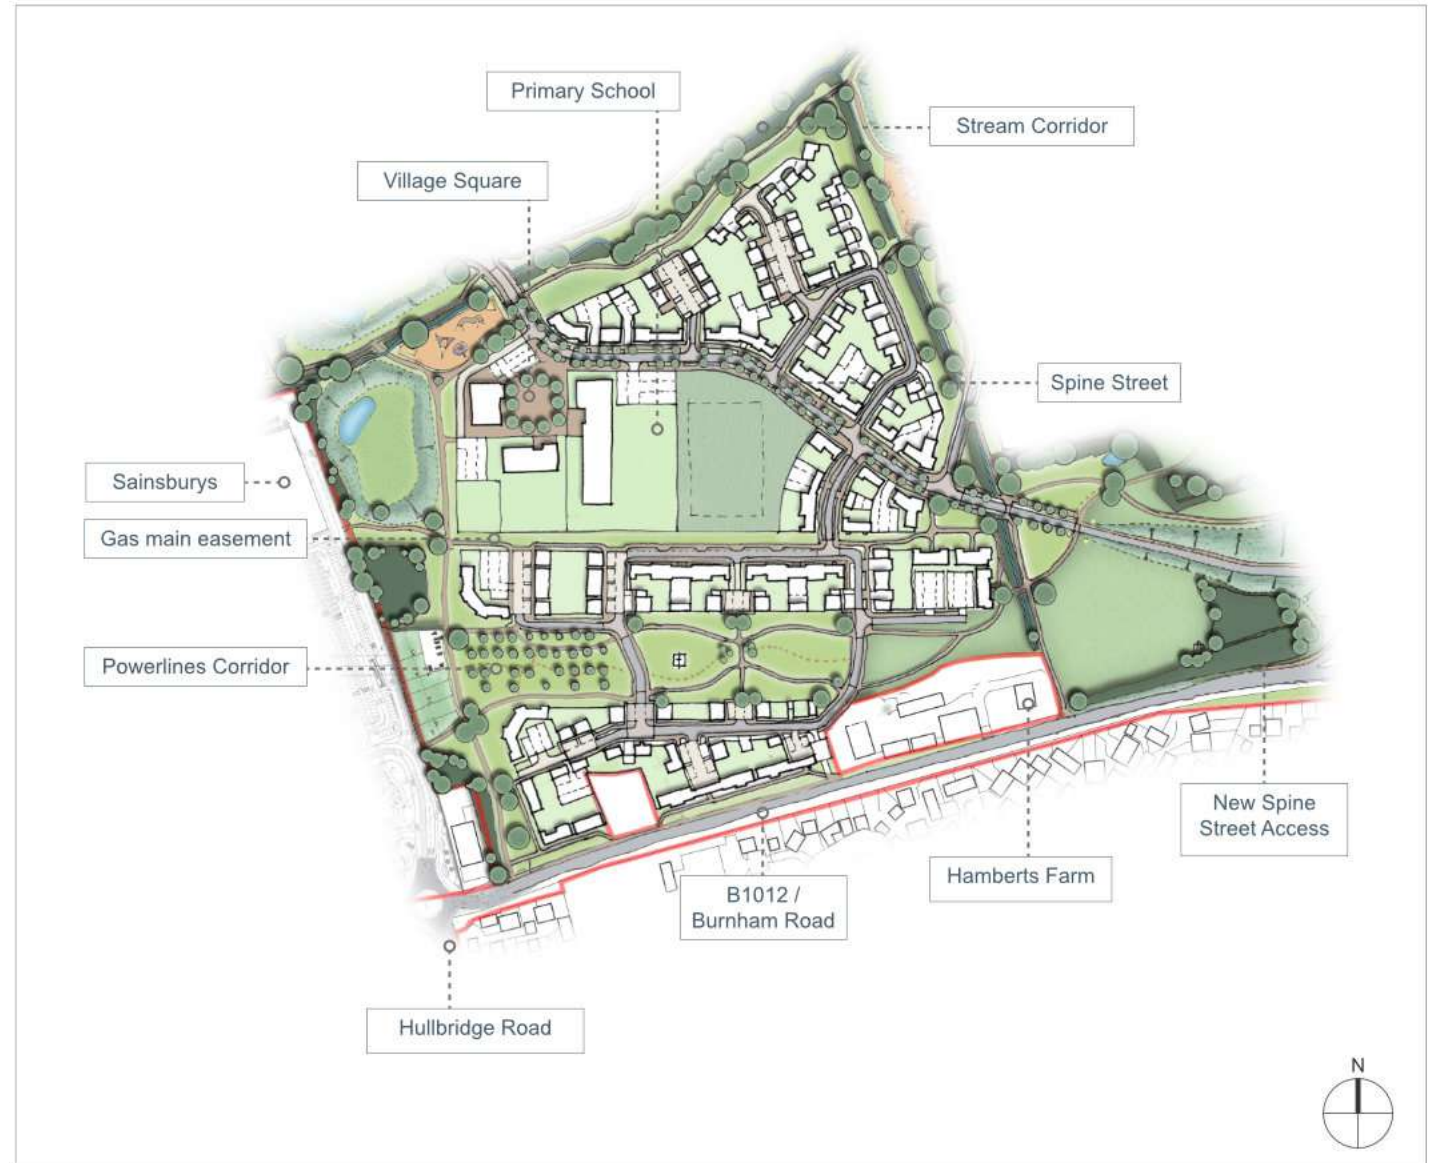 Primary School
Stream Corridor
Village Square
Spine Street
Sainsburys
Gas main easement
Powerlines Corridor
New Spine
Street Access
Hamberts Farm
B1012 /
Burnham Road
Hullbridge Road
N